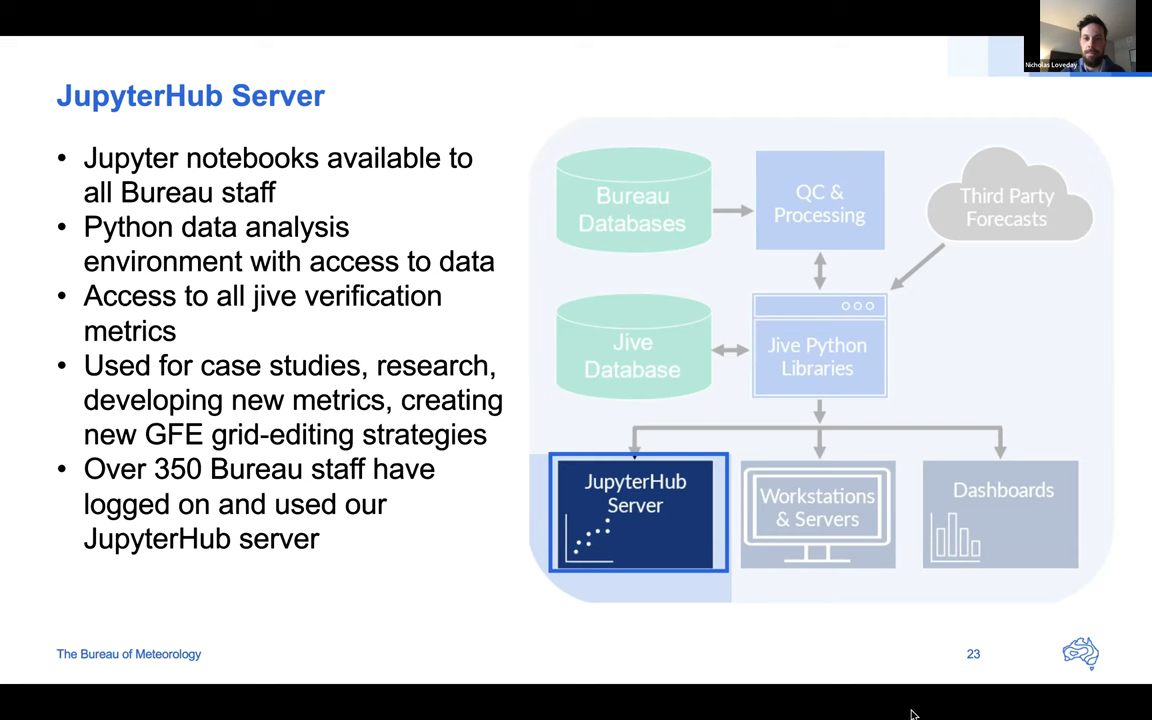 Nicholas Loveday
JupyterHub Server
• Jupyter notebooks available to
all Bureau staff
• Python data analysis
environment with access to data
• Access to all jive verification
metrics
• Used for case studies, research,
developing new metrics, creating
new GFE grid-editing strategies
• Over 350 Bureau staff have
logged on and used our
JupyterHub server
Bureau
Databases
QC &
Processing
Third Party
Forecasts
Jive
Database
Jive Python
Libraries
JupyterHub
Server
Workstations
& Servers
Dashboards
The Bureau of Meteorology
23